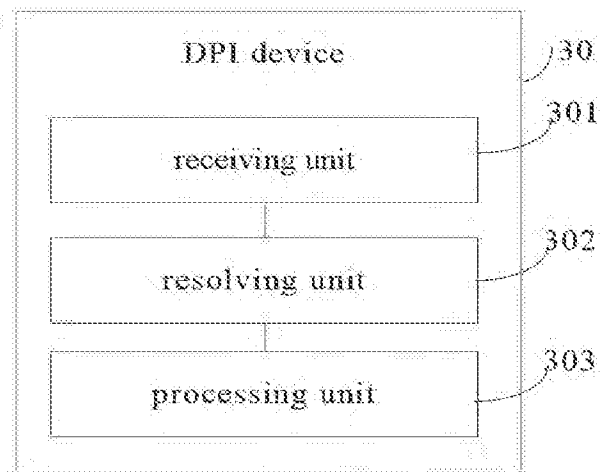 DPI device
30
301
receiving unit
302
resolving unit
303
processing unit